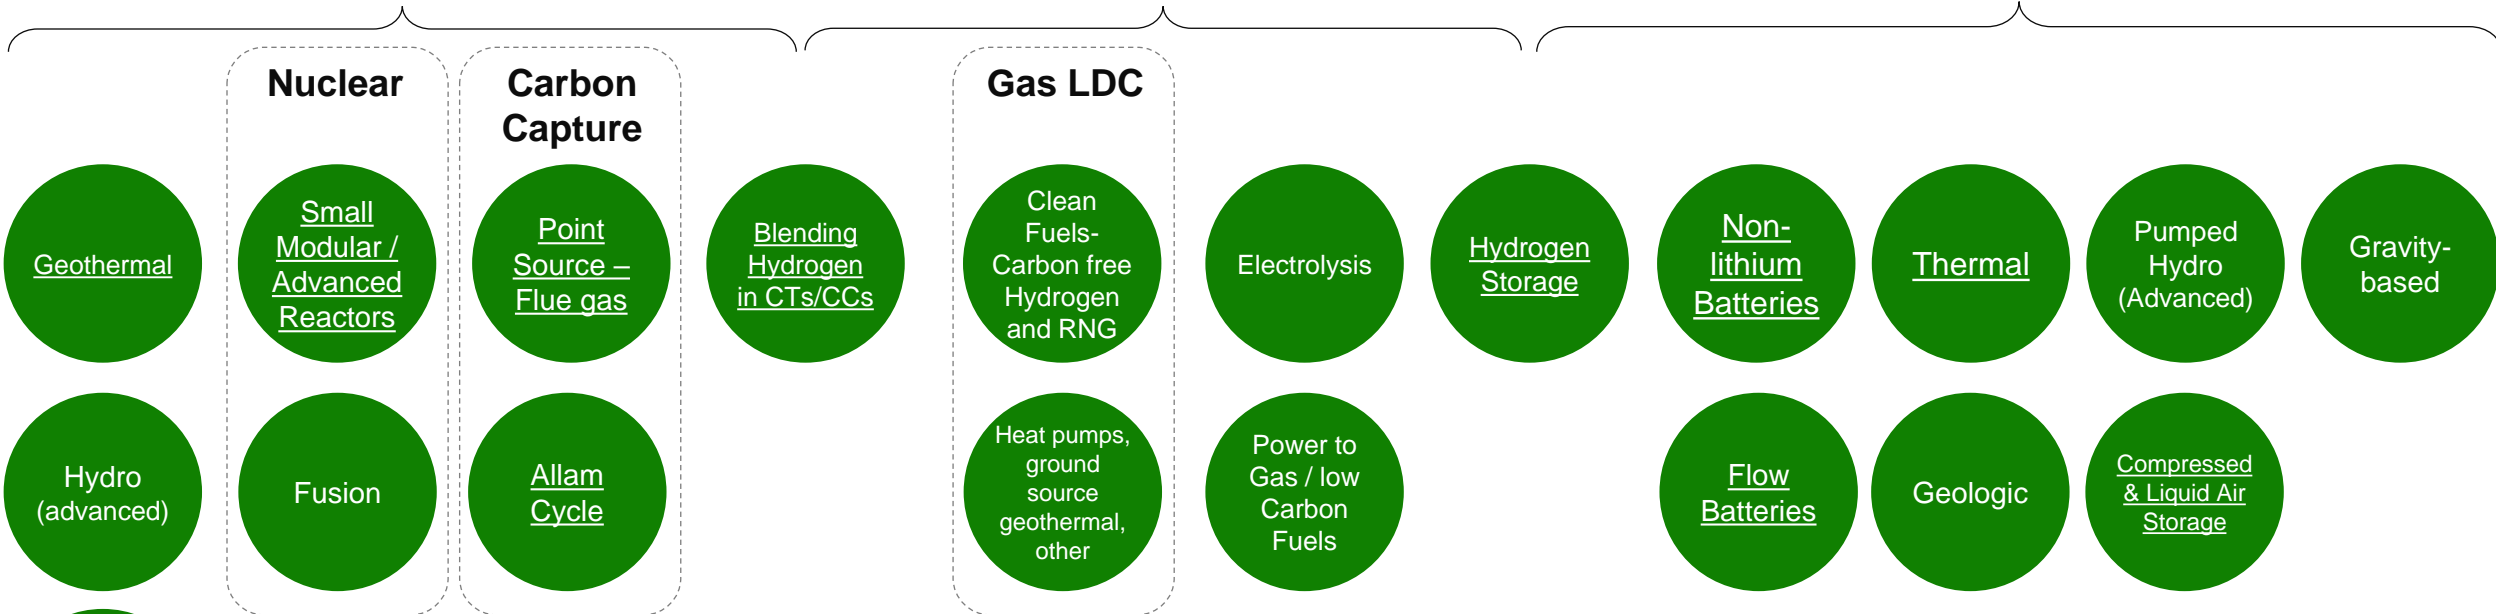 Nuclear
Carbon
Capture
Gas LDC
Geothermal
Small
Modular /
Advanced
Reactors
Point
Source –
Flue gas
Blending
Hydrogen
in CTs/CCs
Clean
Fuels-
Carbon free
Hydrogen
and RNG
Electrolysis
Hydrogen
Storage
Non-
lithium
Batteries
Thermal
Pumped
Hydro
(Advanced)
Gravity-
based
Hydro
(advanced)
Fusion
Allam
Cycle
Heat pumps,
ground
source
geothermal,
other
Power to
Gas / low
Carbon
Fuels
Flow
Batteries
Geologic
Compressed
& Liquid Air
Storage